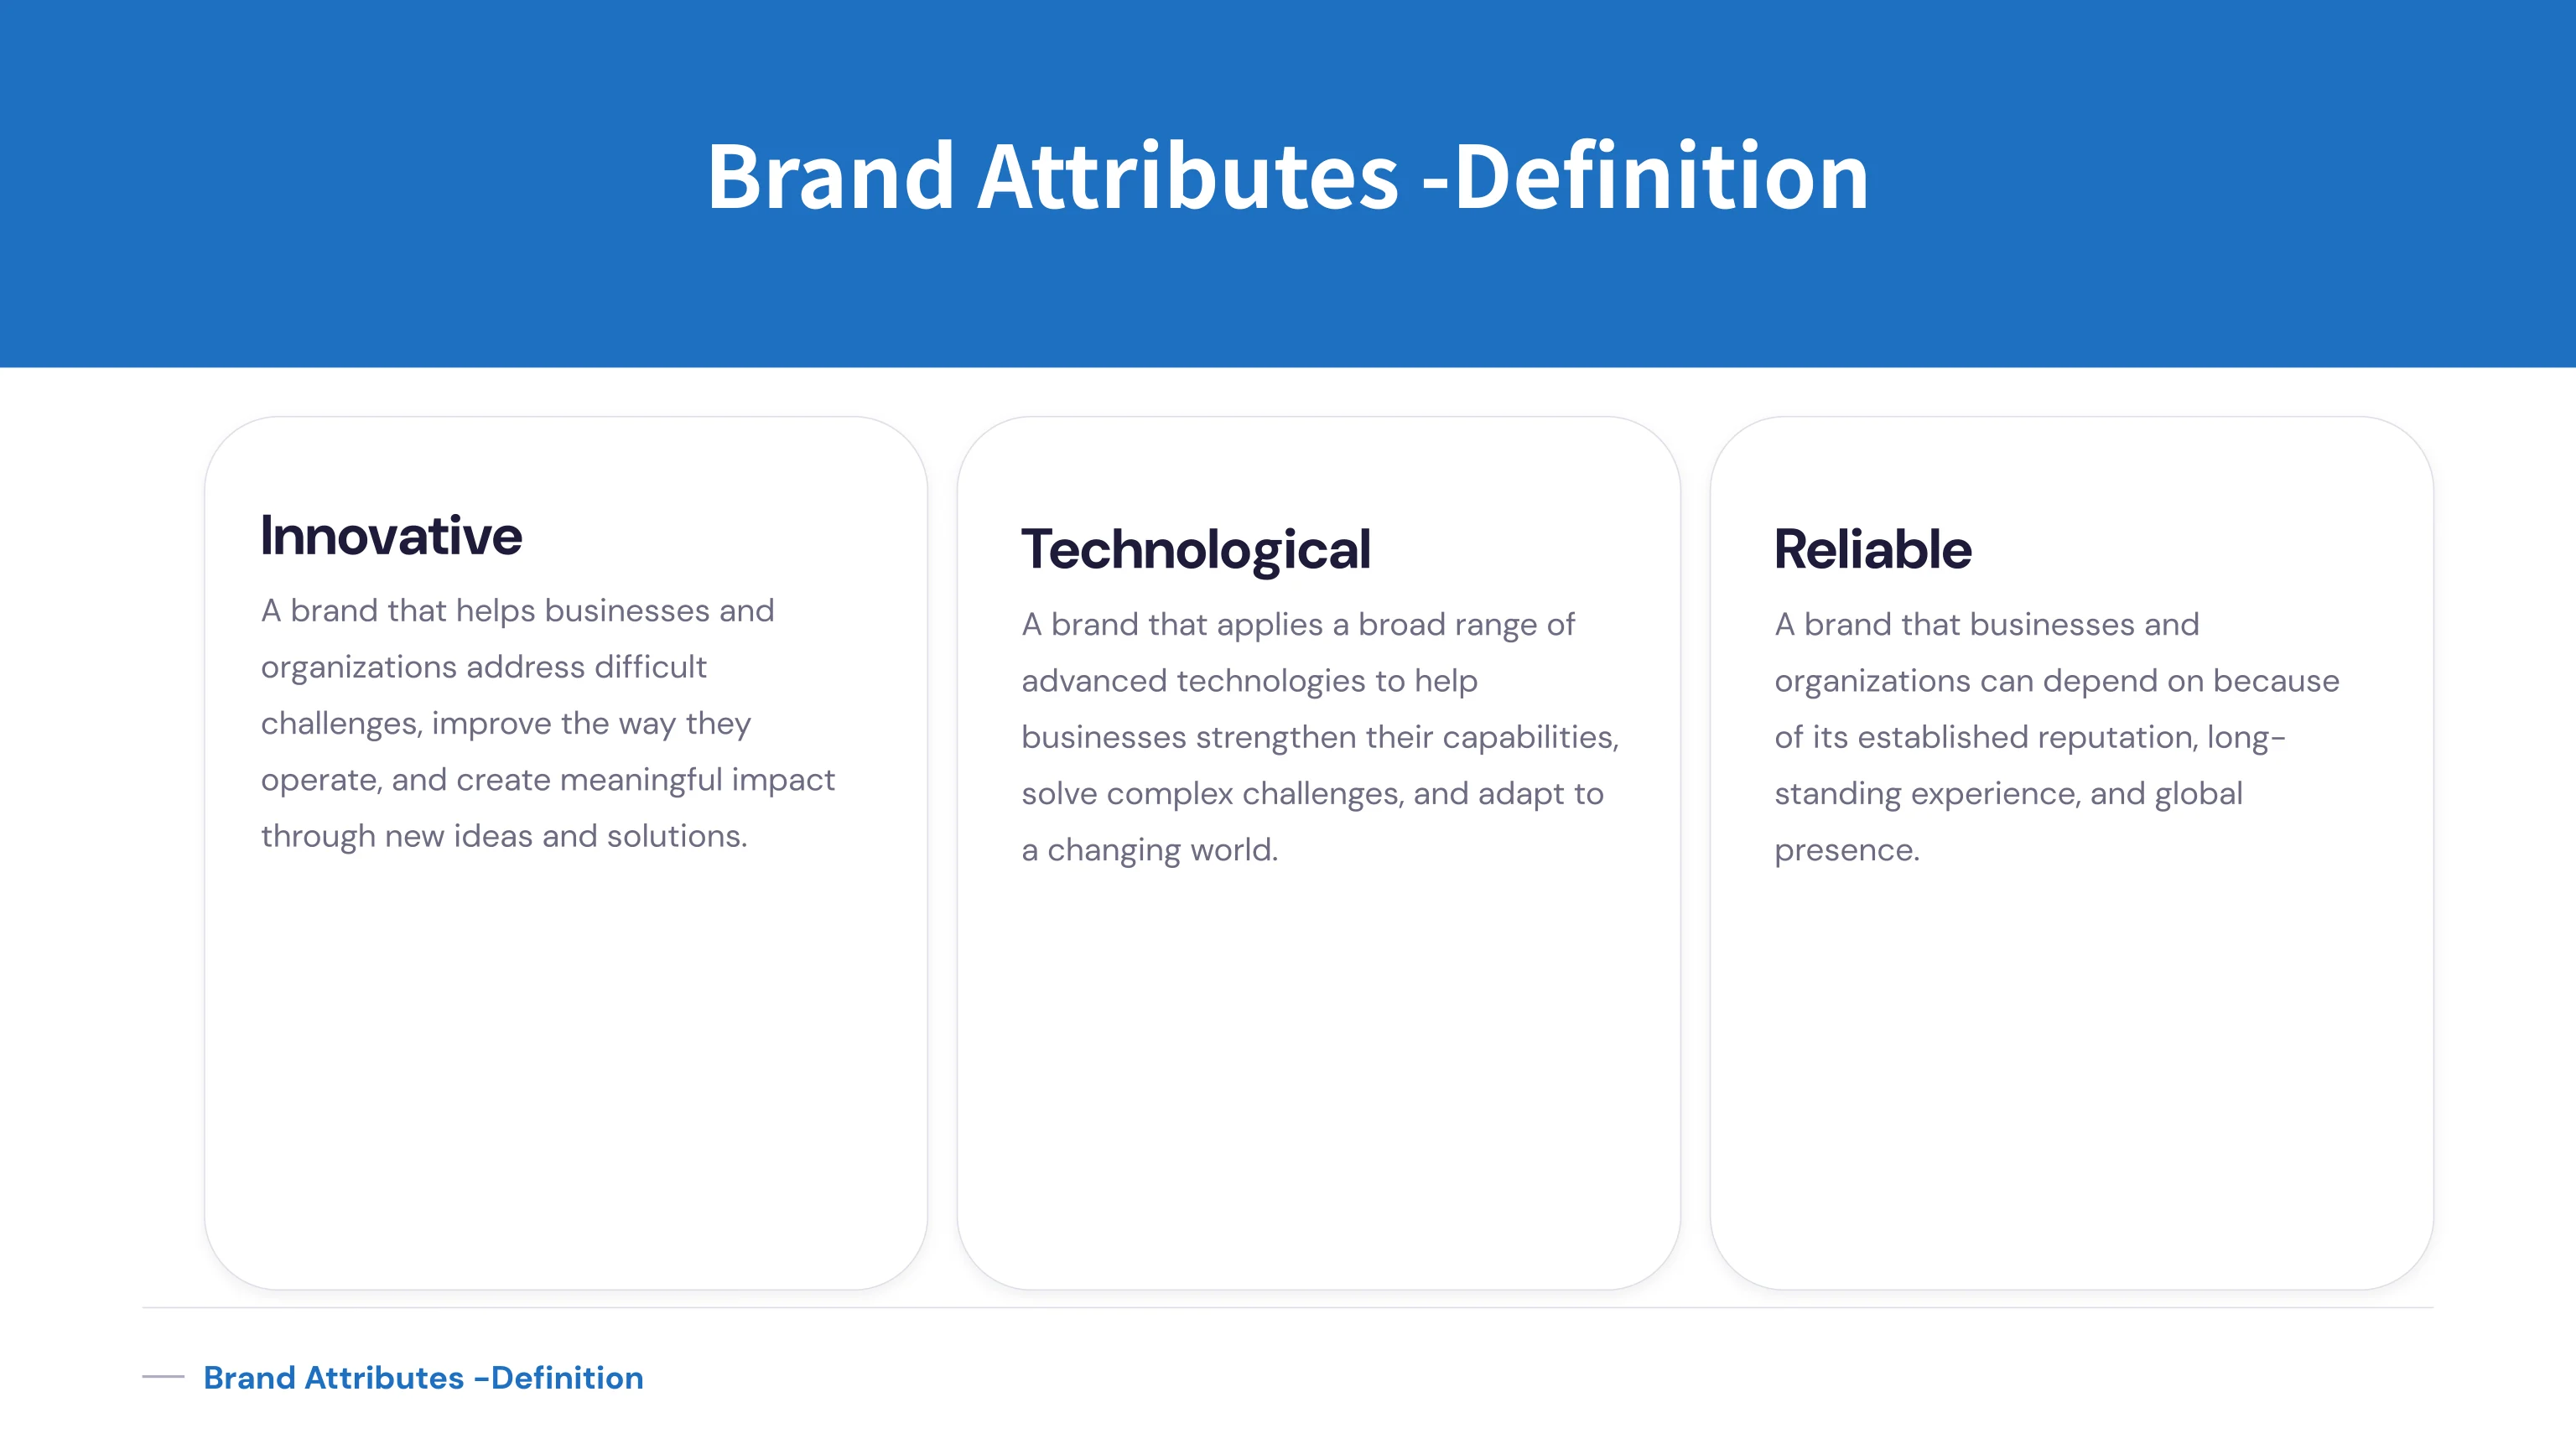 Brand Attributes -Definition
Innovative
A brand that helps businesses and
organizations address difficult
challenges, improve the way they
operate, and create meaningful impact
through new ideas and solutions.
Technological
A brand that applies a broad range of
advanced technologies to help
businesses strengthen their capabilities,
solve complex challenges, and adapt to
a changing world.
Reliable
A brand that businesses and
organizations can depend on because
of its established reputation, long-
standing experience, and global
presence.
Brand Attributes -Definition